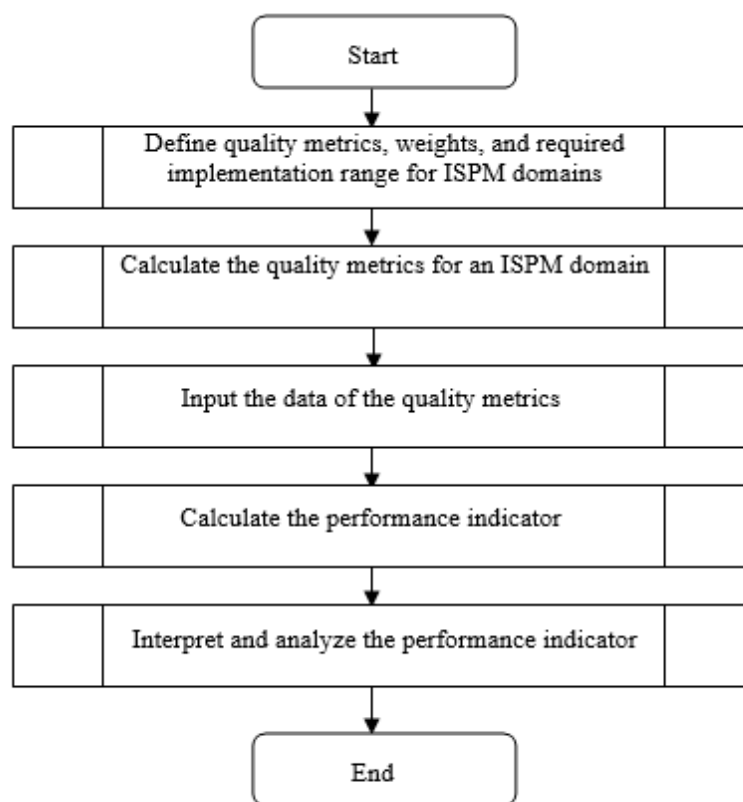 Start
Define quality metrics, weights, and required
implementation range for ISPM domains
Calculate the quality metrics for an ISPM domain
Input the data of the quality metrics
Calculate the performance indicator
Interpret and analyze the performance indicator
End